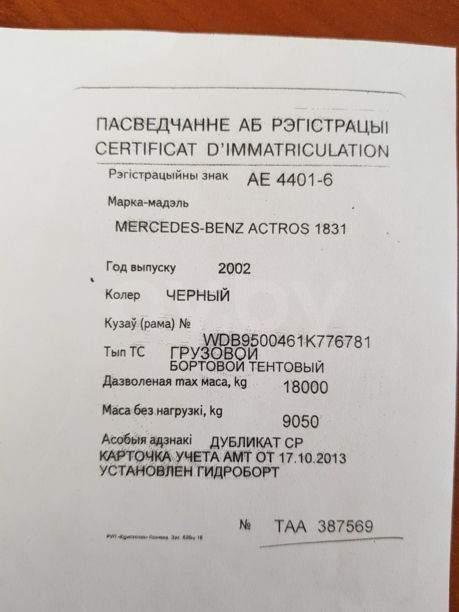 ПАСВЕДЧАННЕ АБ РЭГІСТРАЦЫІ
CERTIFICAT D'IMMATRICULATION
Рэгістрацыйны знак AE 4401-6
Марка-мадэль
MERCEDES-BENZ ACTROS 1831
Год выпуску 2002
Колер ЧЕРНЫЙ
Кузаў (рама) №
WDB9500461K776781
Тып ТС ГРУЗОВОЙ
БОРТОВОЙ ТЕНТОВЫЙ
Дазволеная max маса, kg 18000
Маса без нагрузкі, kg 9050
Асобыя адзнакі ДУБЛИКАТ СР
КАРТОЧКА УЧЕТА АМТ ОТ 17.10.2013
УСТАНОВЛЕН ГИДРОБОРТ
№ TAA 387569